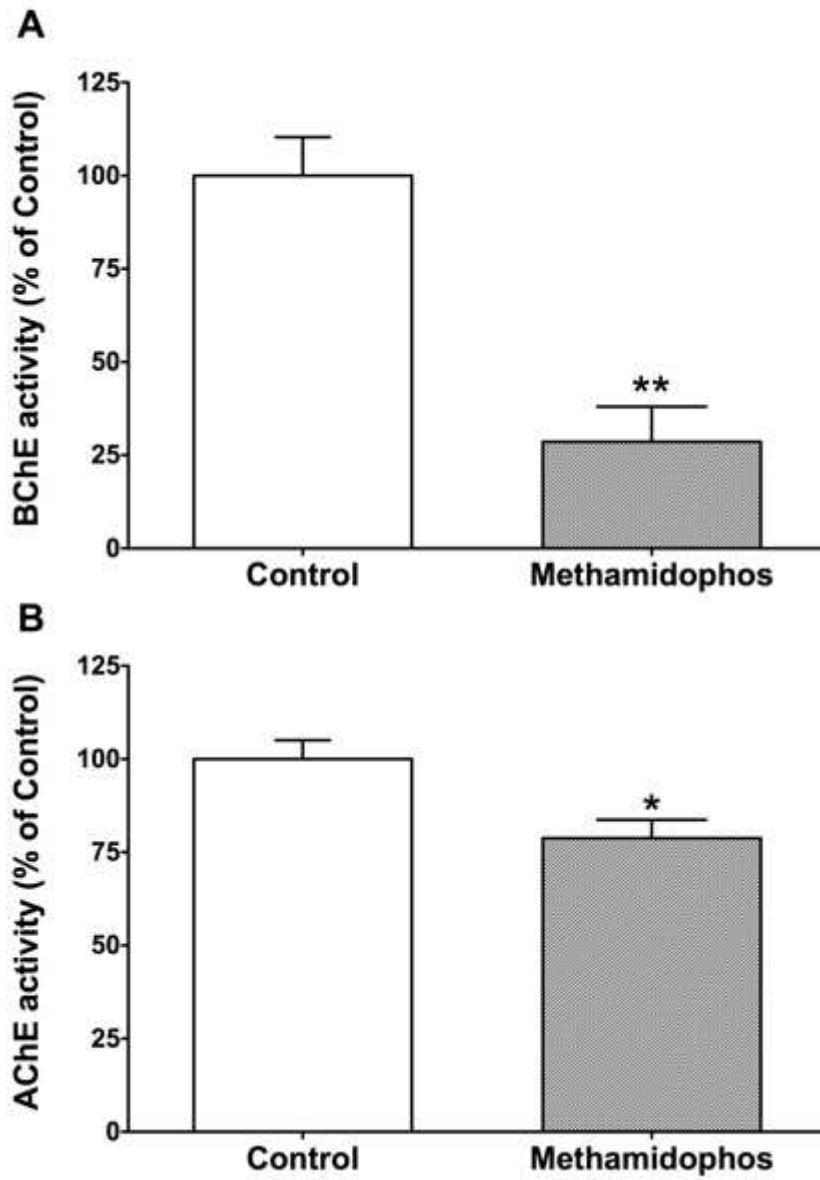 A
BChE activity (% of Control)
125
100
75
50
25
0
**
Control Methamidophos
B
AChE activity (% of Control)
125
100
75
50
25
0
*
Control Methamidophos